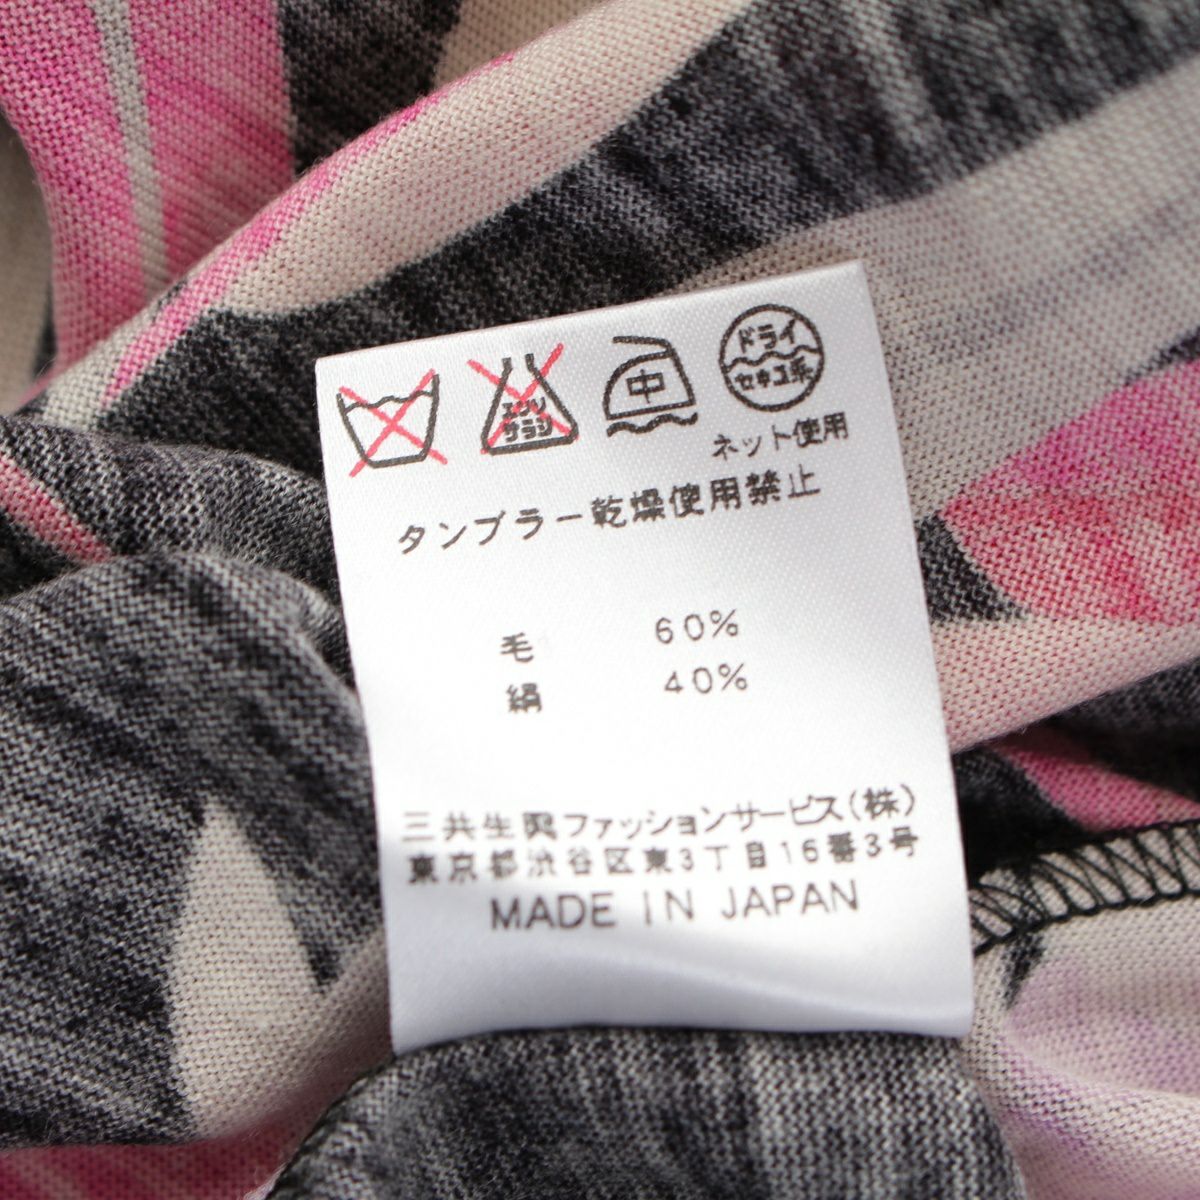 エンソ
サラシ
中
ドライ
セキユ系
ネット使用
タンブラー乾燥使用禁止
毛 60%
絹 40%
三共生興ファッションサービス(株)
東京都渋谷区東3丁目16番3号
MADE IN JAPAN